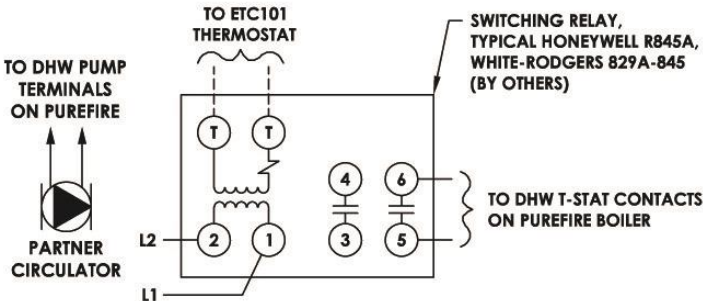 TO ETC101
THERMOSTAT
SWITCHING RELAY,
TYPICAL HONEYWELL R845A,
WHITE-RODGERS 829A-845
(BY OTHERS)
TO DHW PUMP
TERMINALS
ON PUREFIRE
T
T
4
6
TO DHW T-STAT CONTACTS
ON PUREFIRE BOILER
PARTNER
CIRCULATOR
L2
2
1
3
5
L1